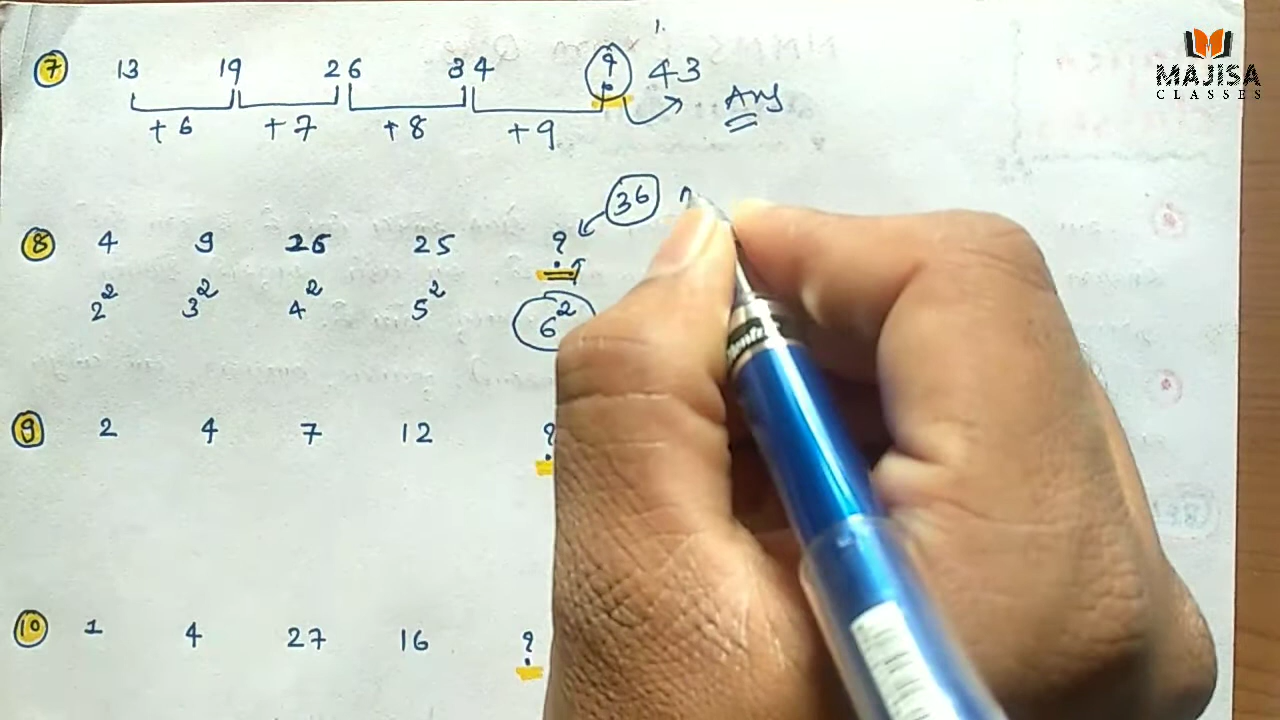 MAJISA
CLASSES
7 13 19 26 34 ? 43 Ans
+6 +7 +8 +9
36
8 4 9 16 25 ?
2² 3² 4² 5² 6²
9 2 4 7 12 ?
10 1 4 27 16 ?